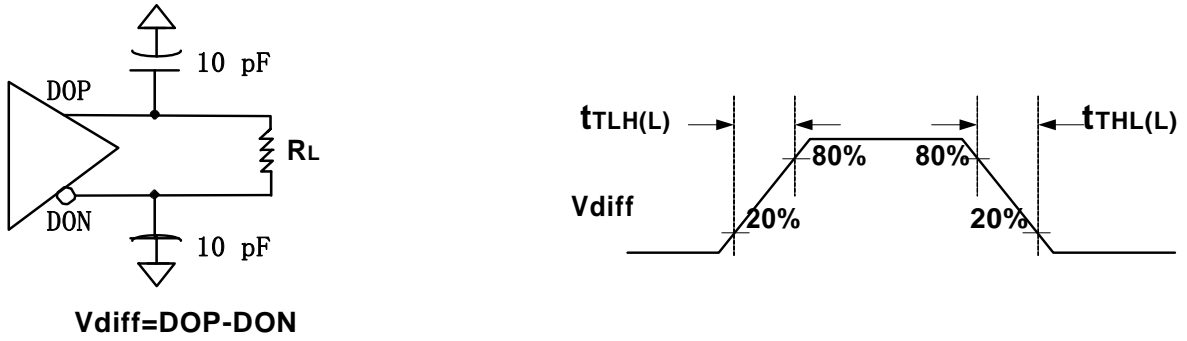 10 pF
DOP
RL
DON
10 pF
Vdiff=DOP-DON
tTLH(L)
tTHL(L)
80%
80%
Vdiff
20%
20%